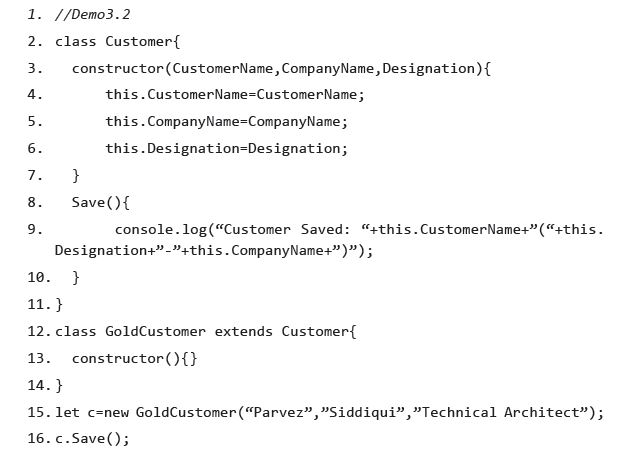 1. //Demo3.2
2. class Customer{
3. constructor(CustomerName,CompanyName,Designation){
4. this.CustomerName=CustomerName;
5. this.CompanyName=CompanyName;
6. this.Designation=Designation;
7. }
8. Save(){
9. console.log(“Customer Saved: “+this.CustomerName+”(“+this.
Designation+”-”+this.CompanyName+”)”);
10. }
11. }
12. class GoldCustomer extends Customer{
13. constructor(){}
14. }
15. let c=new GoldCustomer(“Parvez”,”Siddiqui”,”Technical Architect”);
16. c.Save();